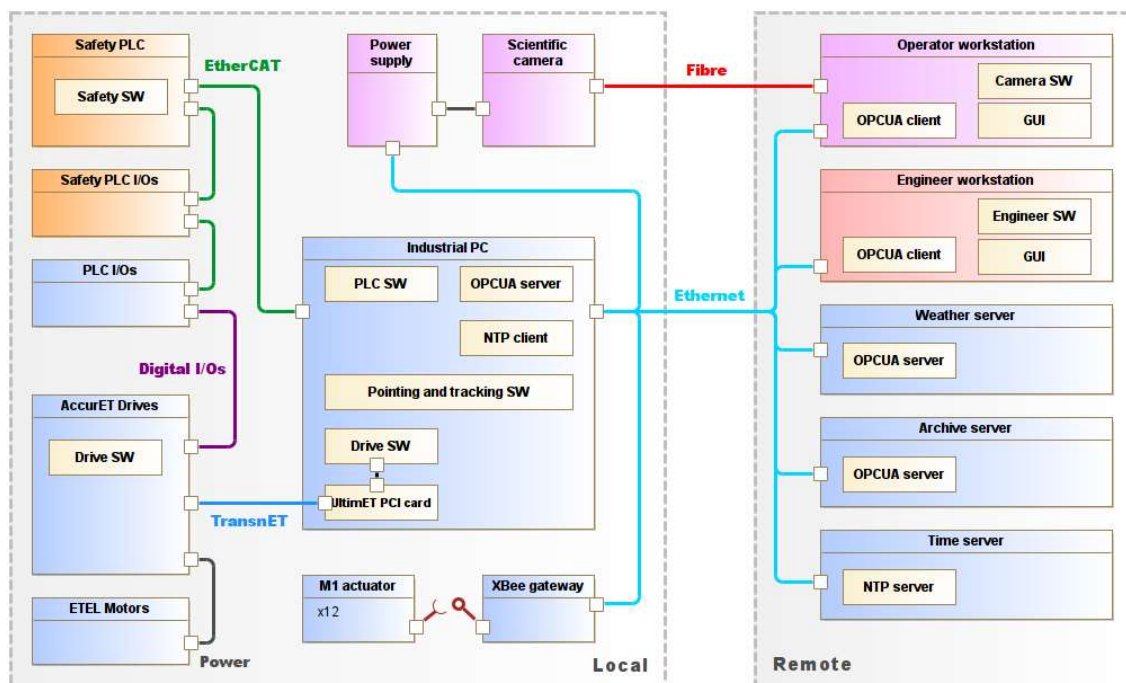 Safety PLC
Safety SW
EtherCAT
Safety PLC I/Os
PLC I/Os
Digital I/Os
AccurET Drives
Drive SW
TransnET
ETEL Motors
Power
Power
supply
Scientific
camera
Fibre
Industrial PC
PLC SW
OPCUA server
NTP client
Pointing and tracking SW
Drive SW
UltimET PCI card
M1 actuator
x12
XBee gateway
Ethernet
Local
Operator workstation
Camera SW
OPCUA client
GUI
Engineer workstation
Engineer SW
OPCUA client
GUI
Weather server
OPCUA server
Archive server
OPCUA server
Time server
NTP server
Remote